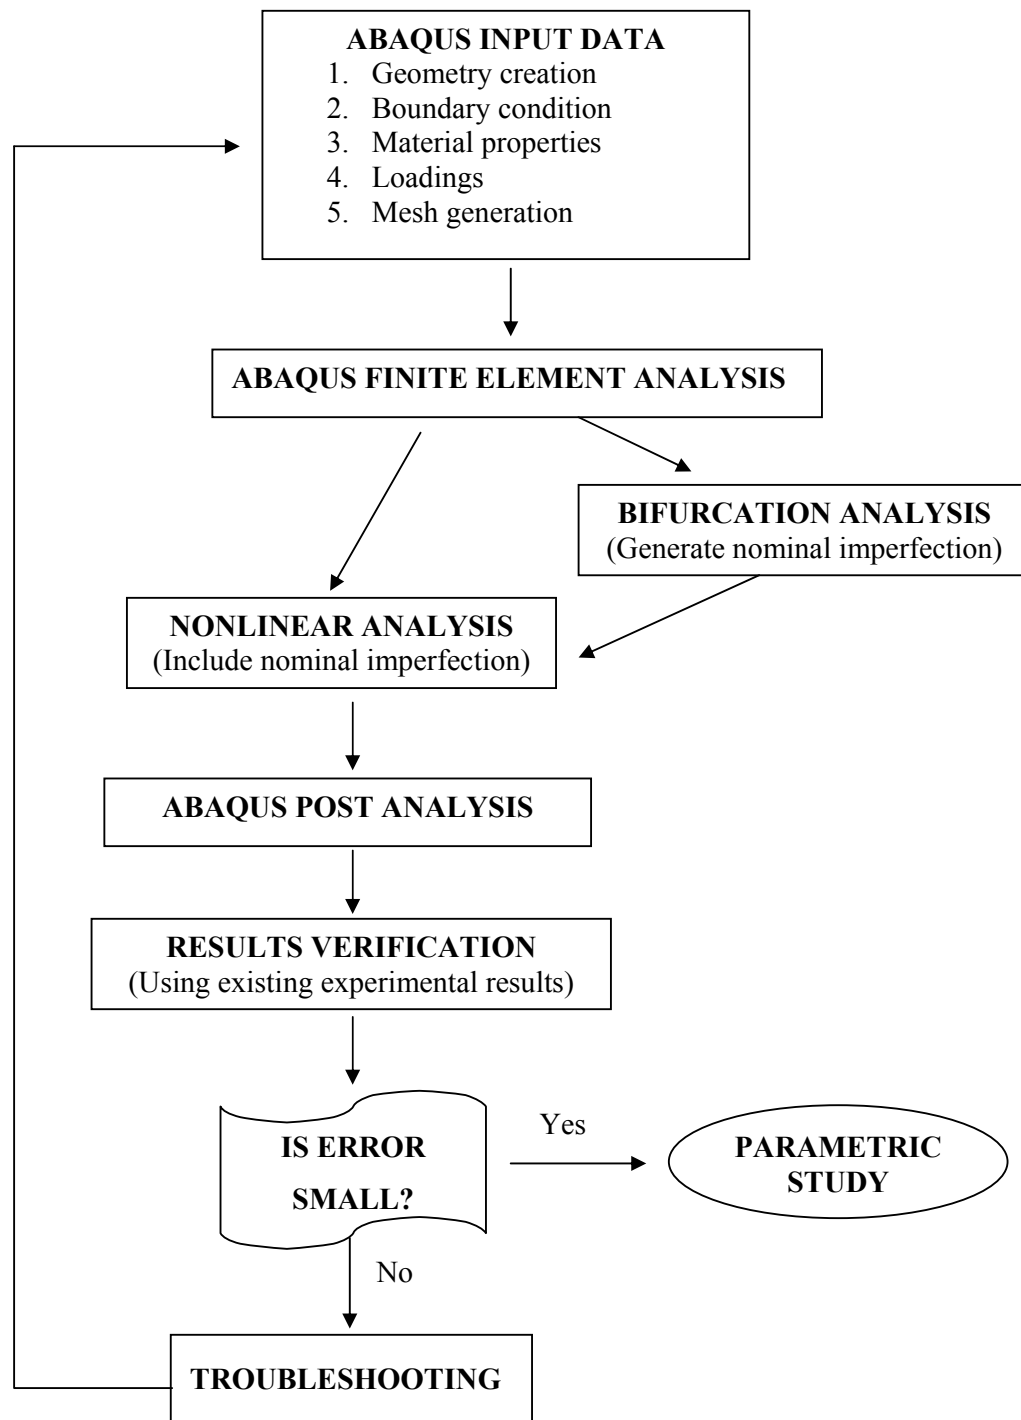 ABAQUS INPUT DATA
1. Geometry creation
2. Boundary condition
3. Material properties
4. Loadings
5. Mesh generation
ABAQUS FINITE ELEMENT ANALYSIS
BIFURCATION ANALYSIS
(Generate nominal imperfection)
NONLINEAR ANALYSIS
(Include nominal imperfection)
ABAQUS POST ANALYSIS
RESULTS VERIFICATION
(Using existing experimental results)
IS ERROR
SMALL?
Yes
PARAMETRIC
STUDY
No
TROUBLESHOOTING